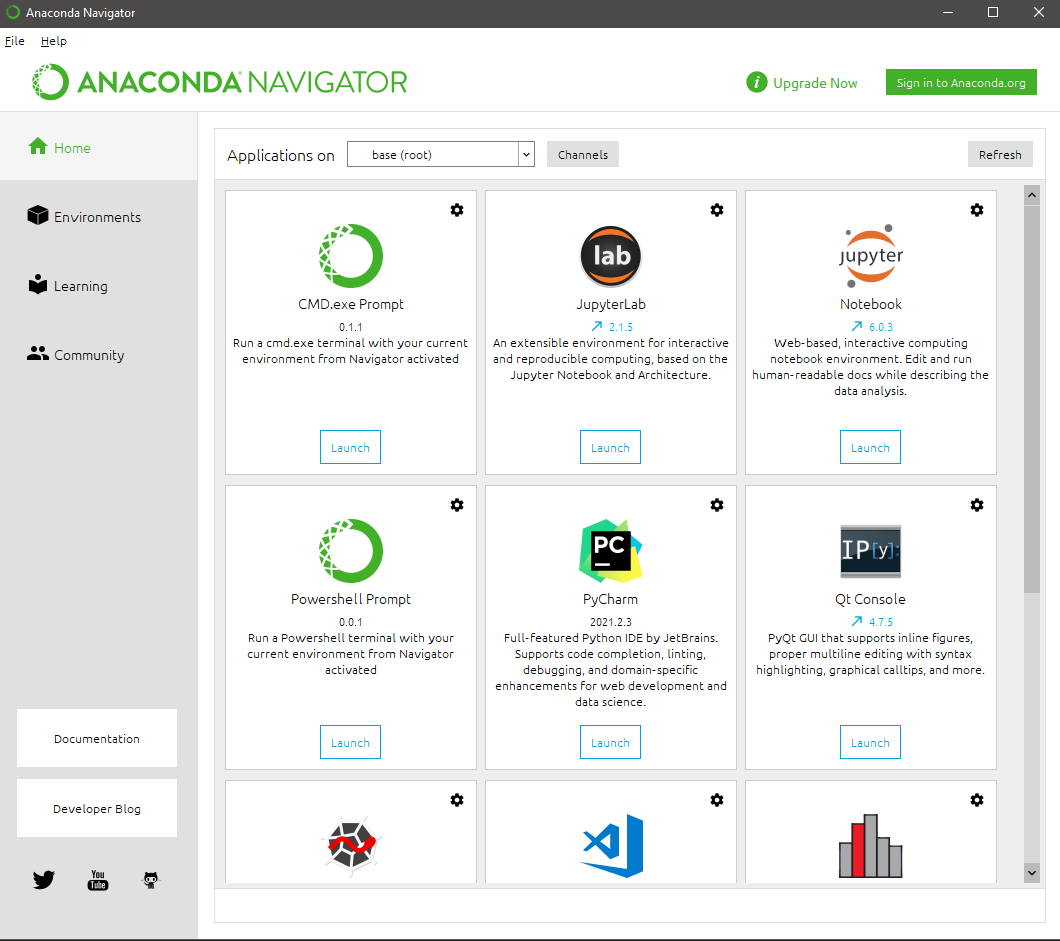 Anaconda Navigator
File Help
ANACONDA NAVIGATOR
i Upgrade Now
Sign in to Anaconda.org
Home
Environments
Learning
Community
Documentation
Developer Blog
You
Tube
Applications on
base (root)
Channels
Refresh
CMD.exe Prompt
0.1.1
Run a cmd.exe terminal with your current
environment from Navigator activated
Launch
lab
JupyterLab
2.1.5
An extensible environment for interactive
and reproducible computing, based on the
Jupyter Notebook and Architecture.
Launch
jupyter
Notebook
6.0.3
Web-based, interactive computing
notebook environment. Edit and run
human-readable docs while describing the
data analysis.
Launch
Powershell Prompt
0.0.1
Run a Powershell terminal with your
current environment from Navigator
activated
Launch
PC
PyCharm
2021.2.3
Full-featured Python IDE by JetBrains.
Supports code completion, linting,
debugging, and domain-specific
enhancements for web development and
data science.
Launch
IP[y]:
Qt Console
4.7.5
PyQt GUI that supports inline figures,
proper multiline editing with syntax
highlighting, graphical calltips, and more.
Launch